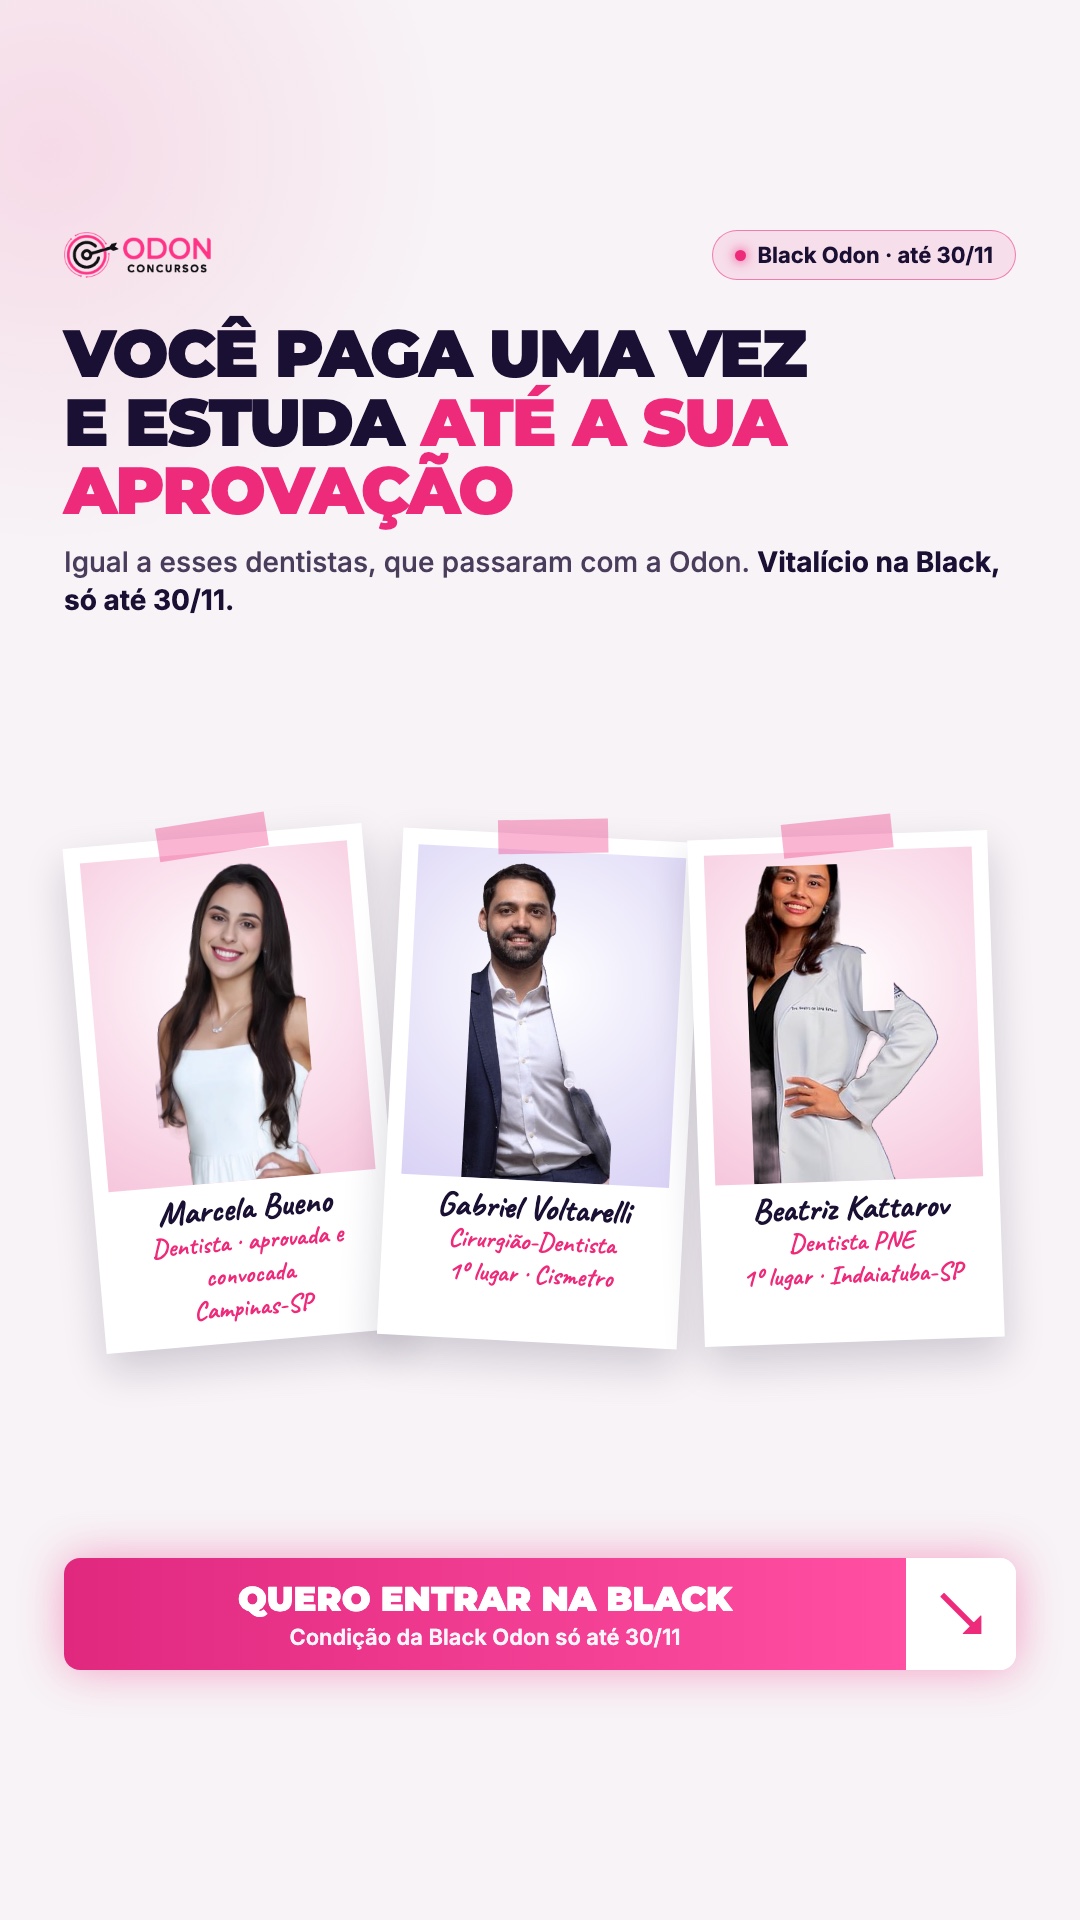 ODON
CONCURSOS
Black Odon · até 30/11
VOCÊ PAGA UMA VEZ
E ESTUDA ATÉ A SUA
APROVAÇÃO
Igual a esses dentistas, que passaram com a Odon. Vitalício na Black,
só até 30/11.
Marcela Bueno
Dentista · aprovada e
convocada
Campinas-SP
Gabriel Voltarelli
Cirurgião-Dentista
1º lugar · Cismetro
Beatriz Kattarov
Dentista PNE
1º lugar · Indaiatuba-SP
QUERO ENTRAR NA BLACK
Condição da Black Odon só até 30/11